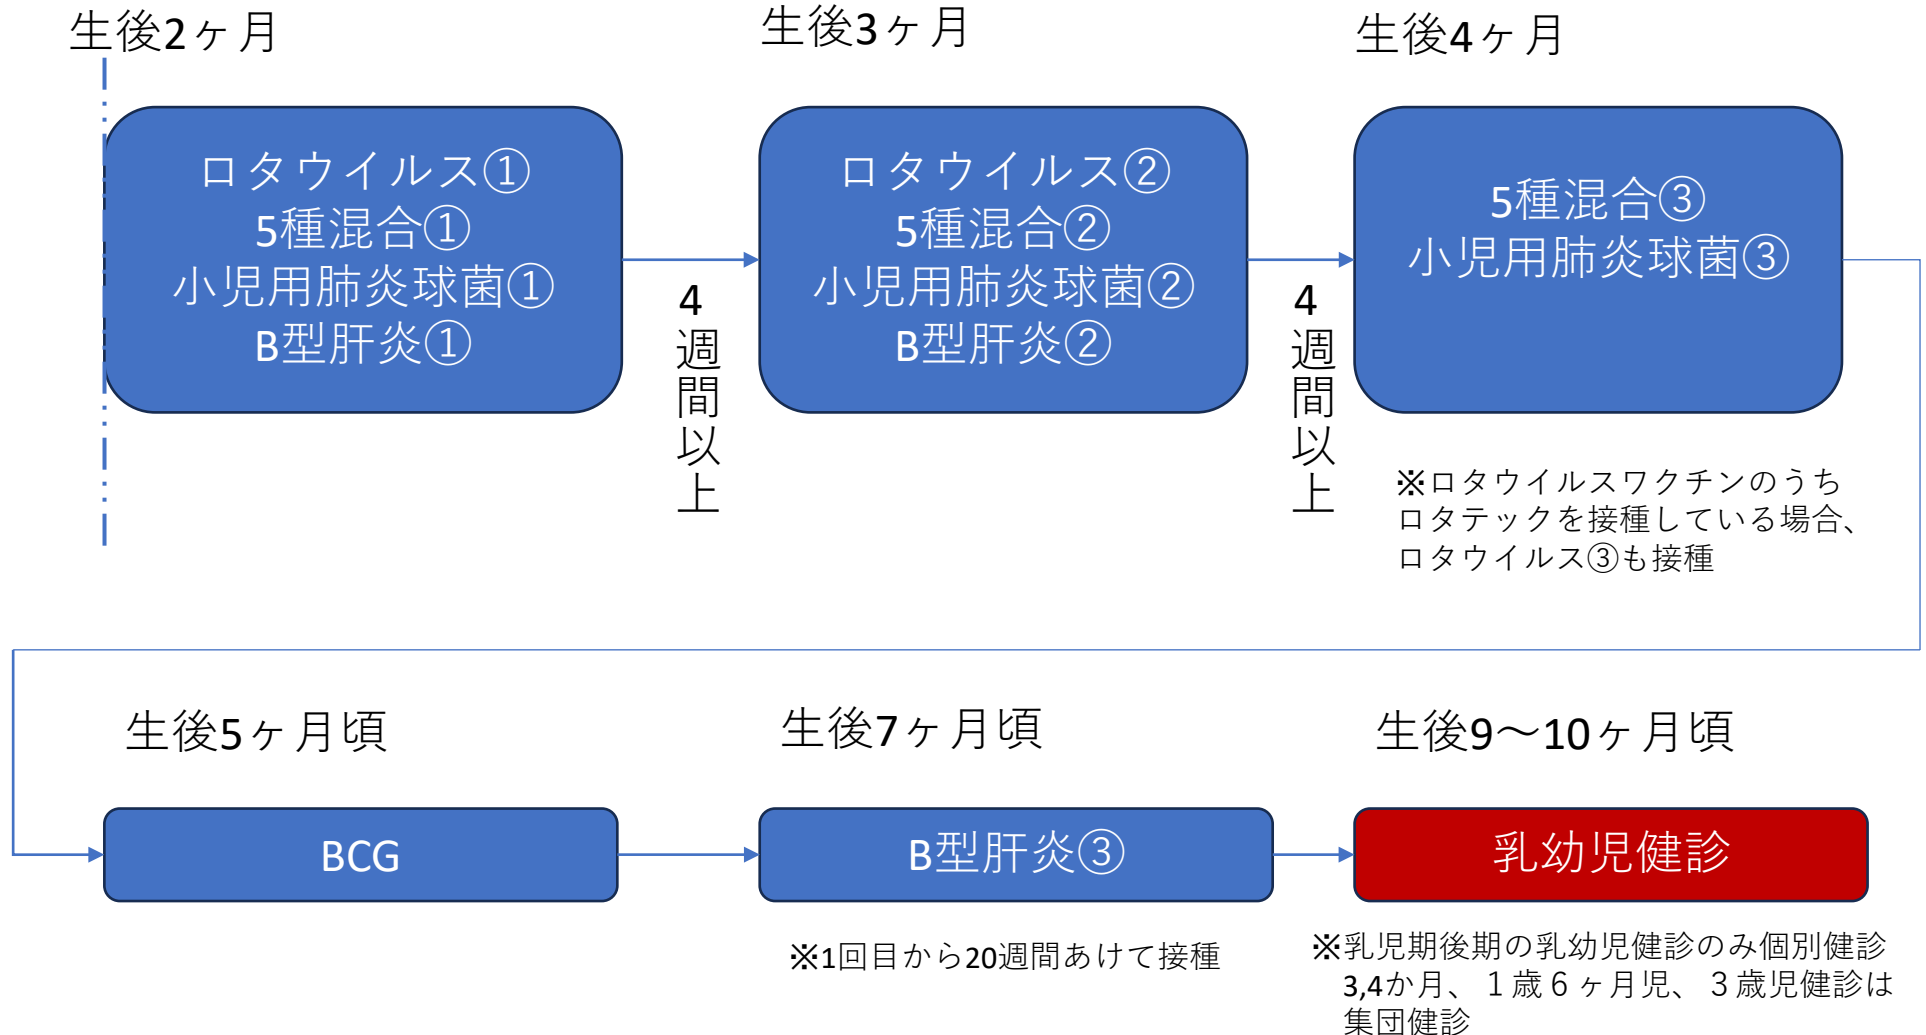 生後2ヶ月
生後3ヶ月
生後4ヶ月
ロタウイルス①
5種混合①
小児用肺炎球菌①
B型肝炎①
4週間以上
ロタウイルス②
5種混合②
小児用肺炎球菌②
B型肝炎②
4週間以上
5種混合③
小児用肺炎球菌③
※ロタウイルスワクチンのうち
ロタテックを接種している場合、
ロタウイルス③も接種
生後5ヶ月頃
生後7ヶ月頃
生後9～10ヶ月頃
BCG
B型肝炎③
乳幼児健診
※1回目から20週間あけて接種
※乳児期後期の乳幼児健診のみ個別健診
3,4か月、１歳６ヶ月児、３歳児健診は
集団健診